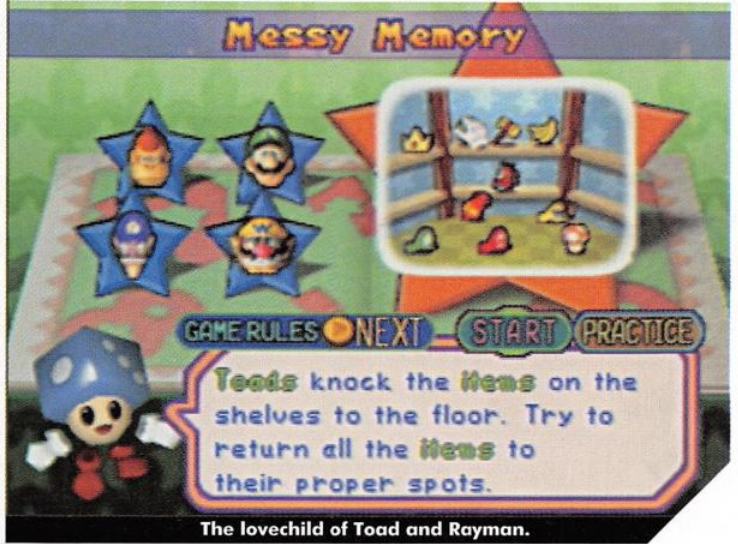 Messy Memory
GAME RULES NEXT START PRACTICE
Toads knock the items on the
shelves to the floor. Try to
return all the items to
their proper spots.
The lovechild of Toad and Rayman.